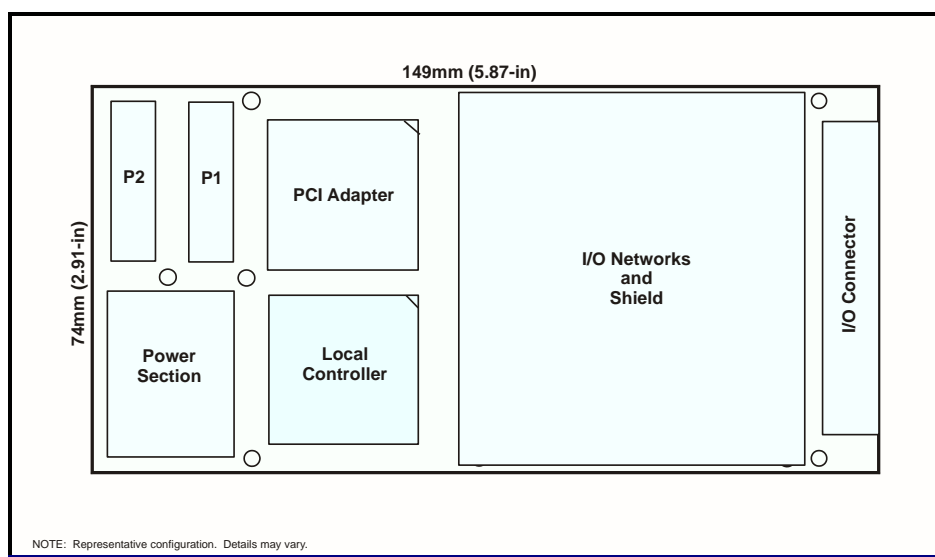 149mm (5.87-in)
74mm (2.91-in)
P2
P1
PCI Adapter
I/O Networks
and
Shield
I/O Connector
Power
Section
Local
Controller
NOTE:  Representative configuration.  Details may vary.